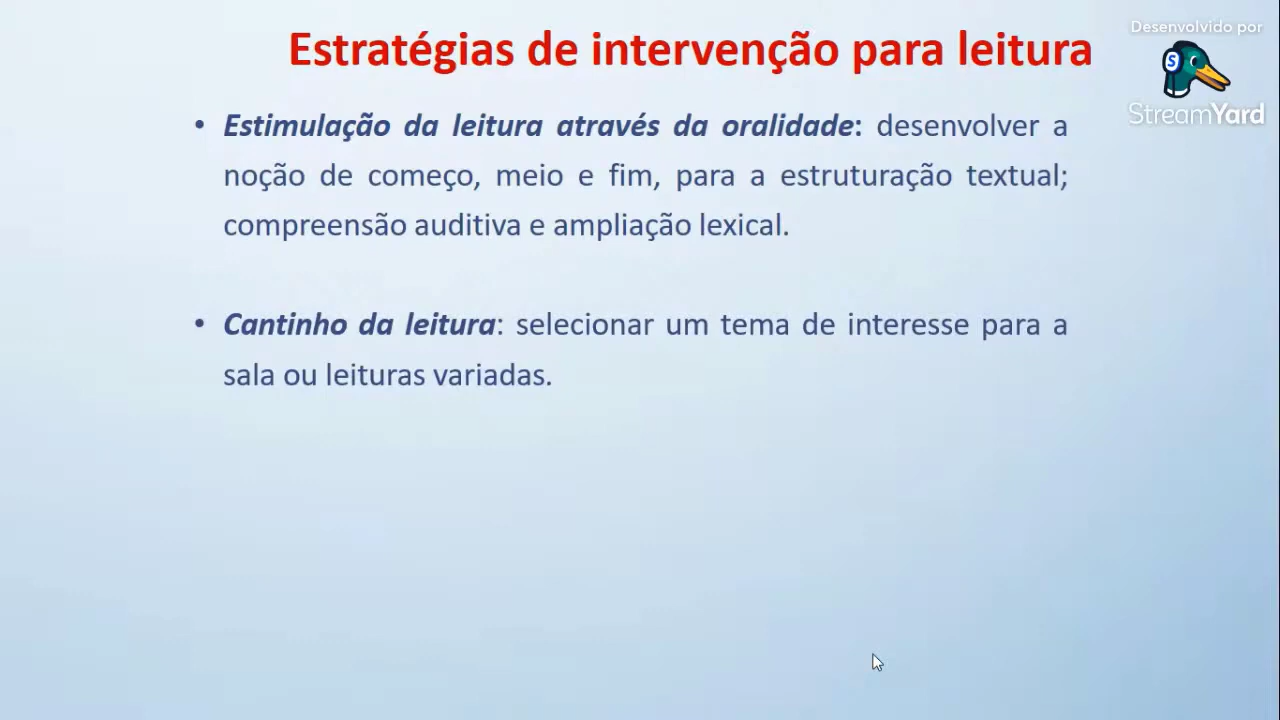 Estratégias de intervenção para leitura
Desenvolvido por
S
StreamYard
• Estimulação da leitura através da oralidade: desenvolver a
noção de começo, meio e fim, para a estruturação textual;
compreensão auditiva e ampliação lexical.
• Cantinho da leitura: selecionar um tema de interesse para a
sala ou leituras variadas.